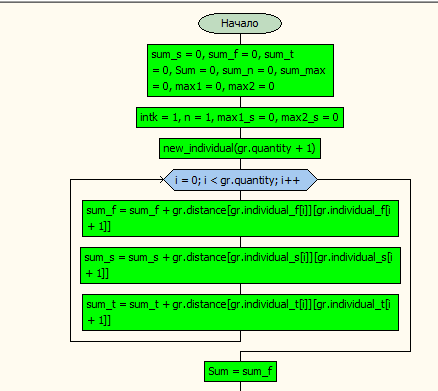 Начало
sum_s = 0, sum_f = 0, sum_t
= 0, Sum = 0, sum_n = 0, sum_max
= 0, max1 = 0, max2 = 0
intk = 1, n = 1, max1_s = 0, max2_s = 0
new_individual(gr.quantity + 1)
i = 0; i < gr.quantity; i++
sum_f = sum_f + gr.distance[gr.individual_f[i]][gr.individual_f[i
+ 1]]
sum_s = sum_s + gr.distance[gr.individual_s[i]][gr.individual_s[i
+ 1]]
sum_t = sum_t + gr.distance[gr.individual_t[i]][gr.individual_t[i
+ 1]]
Sum = sum_f